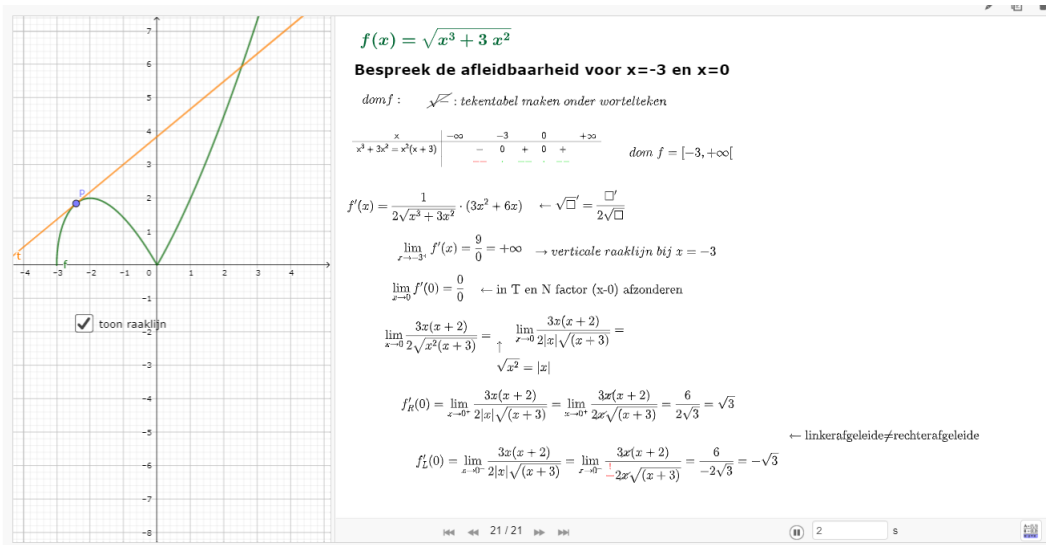 f(x) = √(x³ + 3 x²)
Bespreek de afleidbaarheid voor x=-3 en x=0
dom f : √‾ : tekentabel maken onder wortelteken
x −∞ −3 0 +∞
x³ + 3x² = x²(x + 3) − 0 + 0 +
dom f = [−3, +∞[
f′(x) = 1/(2√(x³ + 3x²)) · (3x² + 6x) ← √□′ = □′/(2√□)
lim x→−3⁺ f′(x) = 9/0 = +∞ → verticale raaklijn bij x = −3
lim x→0 f′(0) = 0/0 ← in T en N factor (x-0) afzonderen
lim x→0 3x(x + 2)/(2√(x²(x + 3))) = lim x→0 3x(x + 2)/(2|x|√(x + 3)) =
↑
√x² = |x|
f′R(0) = lim x→0⁺ 3x(x + 2)/(2|x|√(x + 3)) = lim x→0⁺ 3x(x + 2)/(2x√(x + 3)) = 6/(2√3) = √3
← linkerafgeleide≠rechterafgeleide
f′L(0) = lim x→0⁻ 3x(x + 2)/(2|x|√(x + 3)) = lim x→0⁻ 3x(x + 2)/(−2x√(x + 3)) = 6/(−2√3) = −√3
!
7
6
5
4
3
2
1
−4 −3 −2 −1 0 1 2 3 4
−1
−2
−3
−4
−5
−6
−7
−8
P
t
f
toon raaklijn
21 / 21
2 s